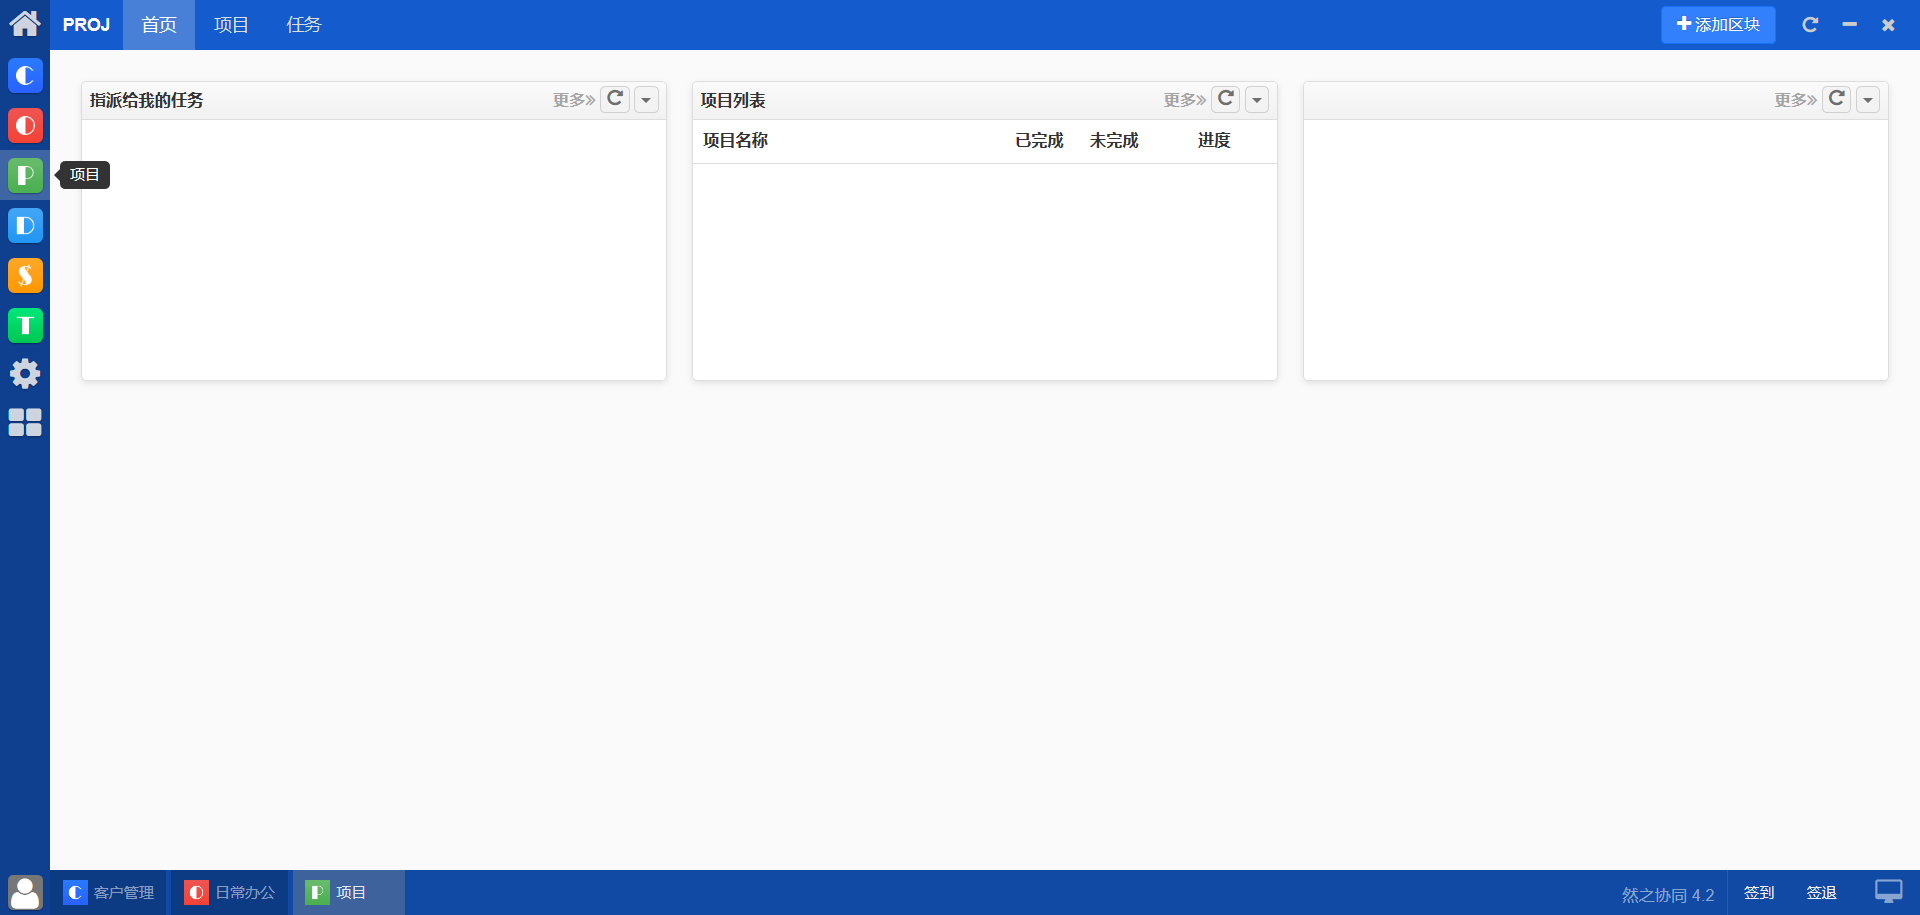 PROJ 首页 项目 任务 添加区块
C
指派给我的任务 更多
项目列表 更多
更多
项目名称 已完成 未完成 进度
P 项目
D
$
T
客户管理 日常办公 项目 然之协同 4.2 签到 签退